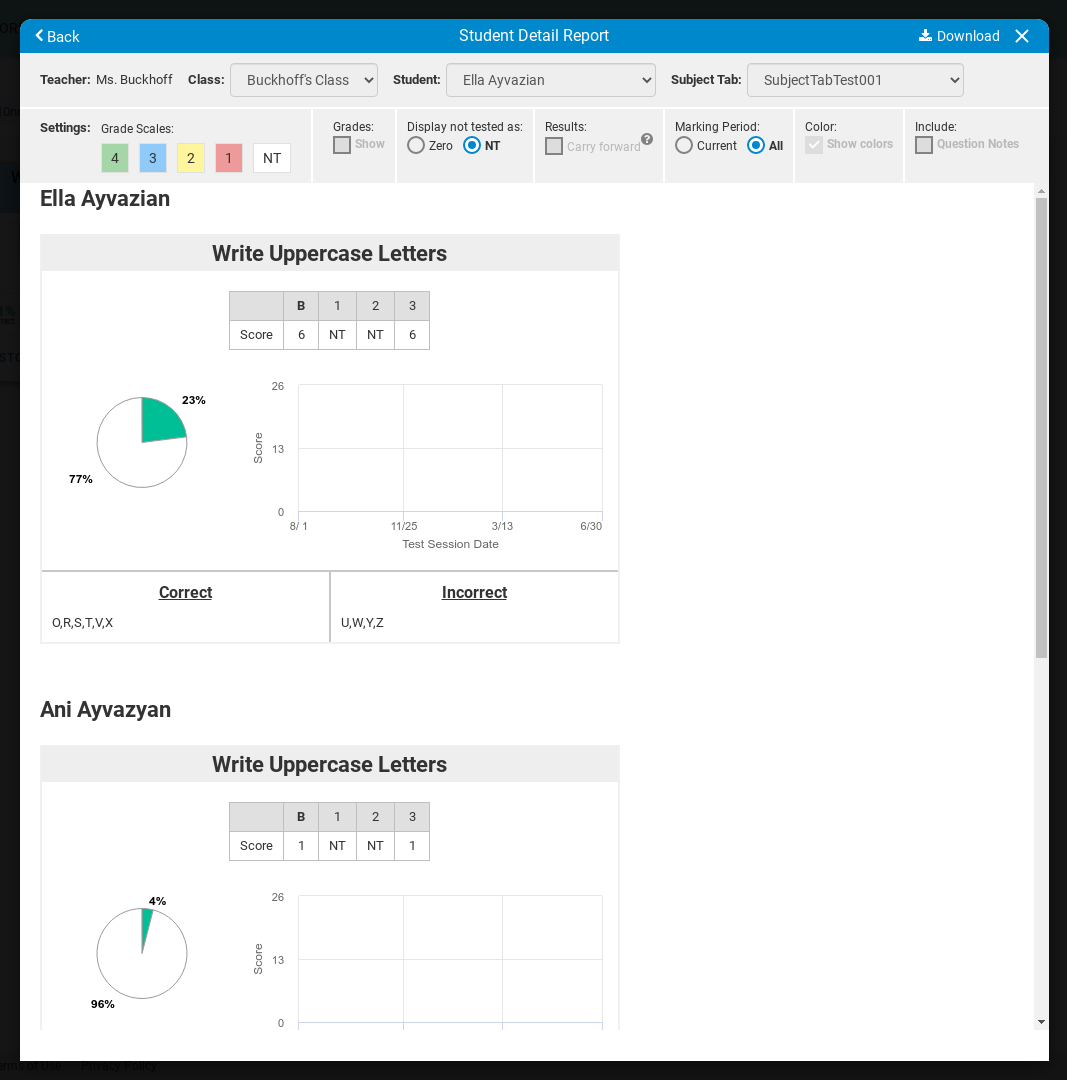 Back
Student Detail Report
Download
Teacher: Ms. Buckhoff Class: Buckhoff's Class Student: Ella Ayvazian Subject Tab: SubjectTabTest001
Settings: Grade Scales:
4 3 2 1 NT
Grades:
Show
Display not tested as:
Zero NT
Results:
Carry forward ?
Marking Period:
Current All
Color:
Show colors
Include:
Question Notes
Ella Ayvazian
Write Uppercase Letters
B 1 2 3
Score 6 NT NT 6
23%
77%
26
13
0
Score
8/ 1 11/25 3/13 6/30
Test Session Date
Correct
O,R,S,T,V,X
Incorrect
U,W,Y,Z
Ani Ayvazyan
Write Uppercase Letters
B 1 2 3
Score 1 NT NT 1
4%
96%
26
13
0
Score
Privacy Policy